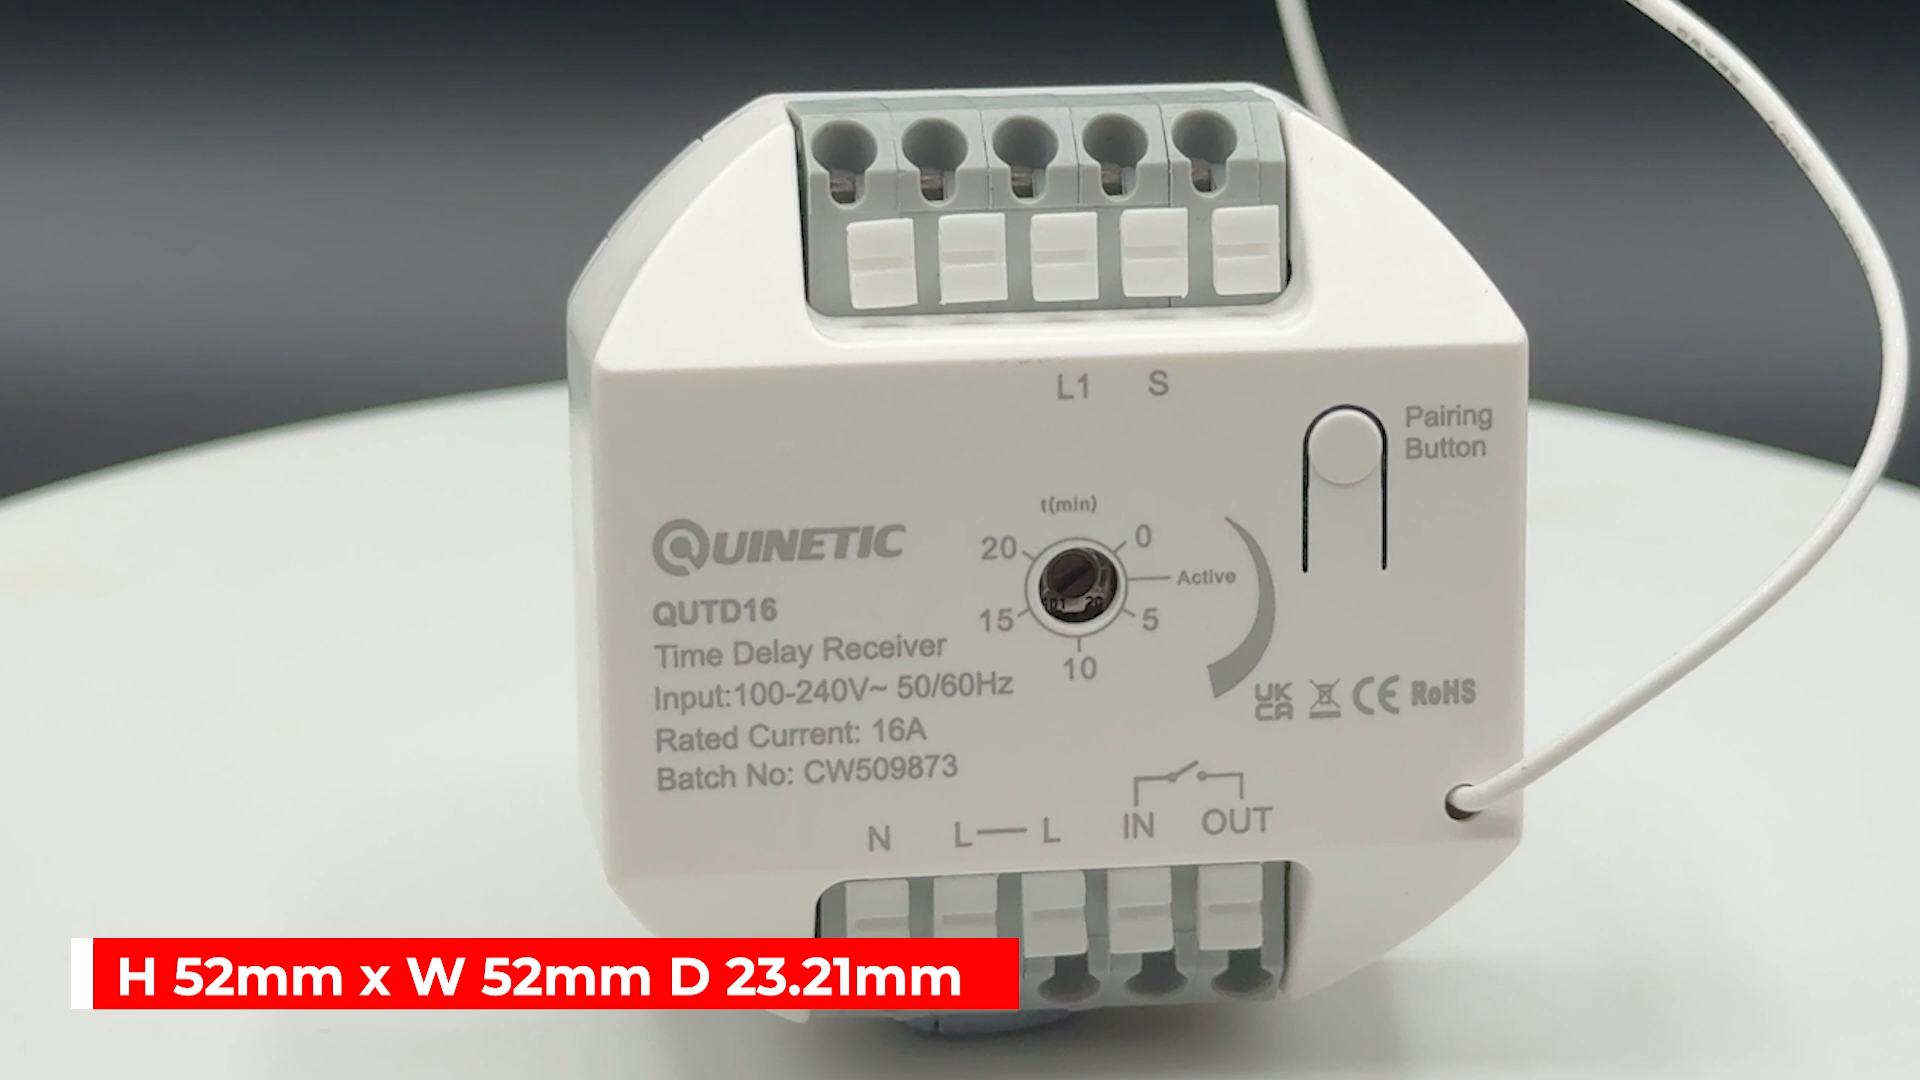 L1 S
Pairing
Button
t(min)
20 0
Active
15 5
10
QUINETIC
QUTD16
Time Delay Receiver
Input:100-240V~ 50/60Hz
Rated Current: 16A
Batch No: CW509873
UK
CA CE RoHS
N L L IN OUT
H 52mm x W 52mm D 23.21mm